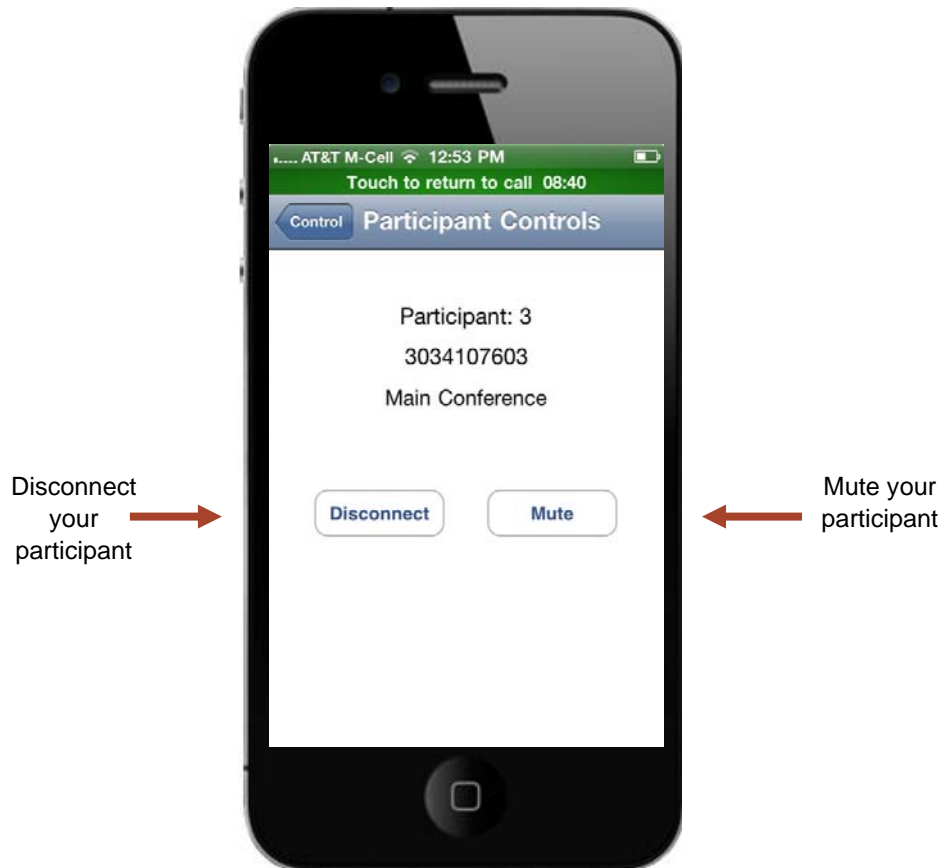 ..... AT&T M-Cell 12:53 PM
Touch to return to call 08:40
Control Participant Controls
Participant: 3
3034107603
Main Conference
Disconnect
your
participant
Disconnect Mute
Mute your
participant